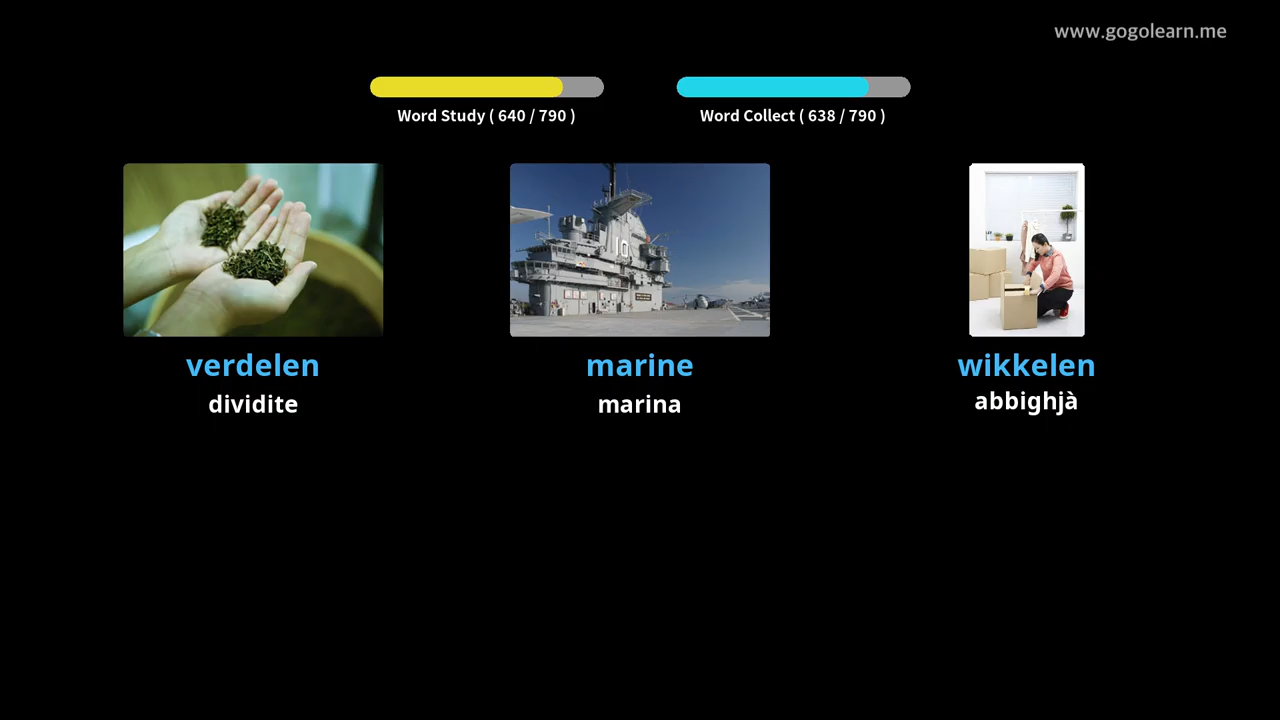 www.gogolearn.me
Word Study ( 640 / 790 )
Word Collect ( 638 / 790 )
verdelen
dividite
marine
marina
wikkelen
abbighjà